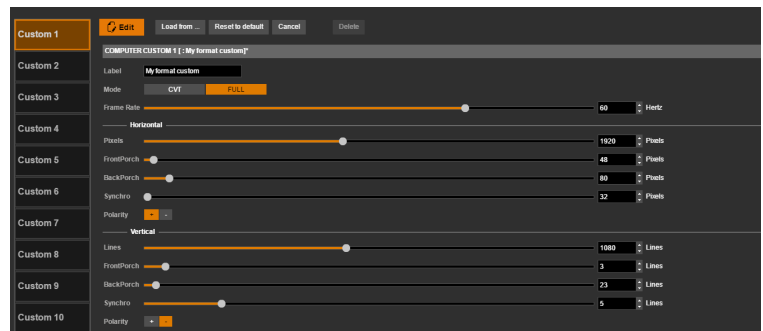 Custom 1
Custom 2
Custom 3
Custom 4
Custom 5
Custom 6
Custom 7
Custom 8
Custom 9
Custom 10
Edit Load from ... Reset to default Cancel Delete
COMPUTER CUSTOM 1 [ : My format custom]*
Label My format custom
Mode CVT FULL
Frame Rate 60 Hertz
Horizontal
Pixels 1920 Pixels
FrontPorch 48 Pixels
BackPorch 80 Pixels
Synchro 32 Pixels
Polarity + -
Vertical
Lines 1080 Lines
FrontPorch 3 Lines
BackPorch 23 Lines
Synchro 5 Lines
Polarity + -